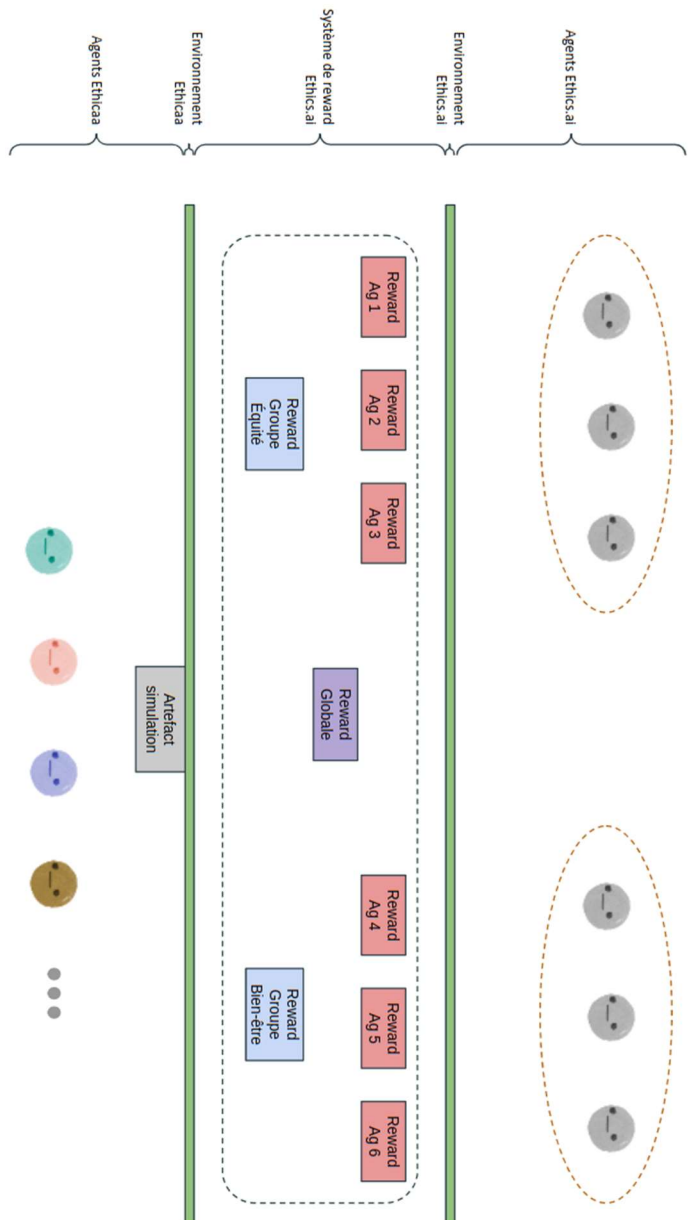 Agents Ethics.ai
Environnement
Ethics.ai
Système de reward
Ethics.ai
Environnement
Ethicaa
Agents Ethicaa
Reward
Ag 1
Reward
Ag 2
Reward
Ag 3
Reward
Ag 4
Reward
Ag 5
Reward
Ag 6
Reward
Globale
Reward
Groupe
Équité
Reward
Groupe
Bien-être
Artefact
simulation